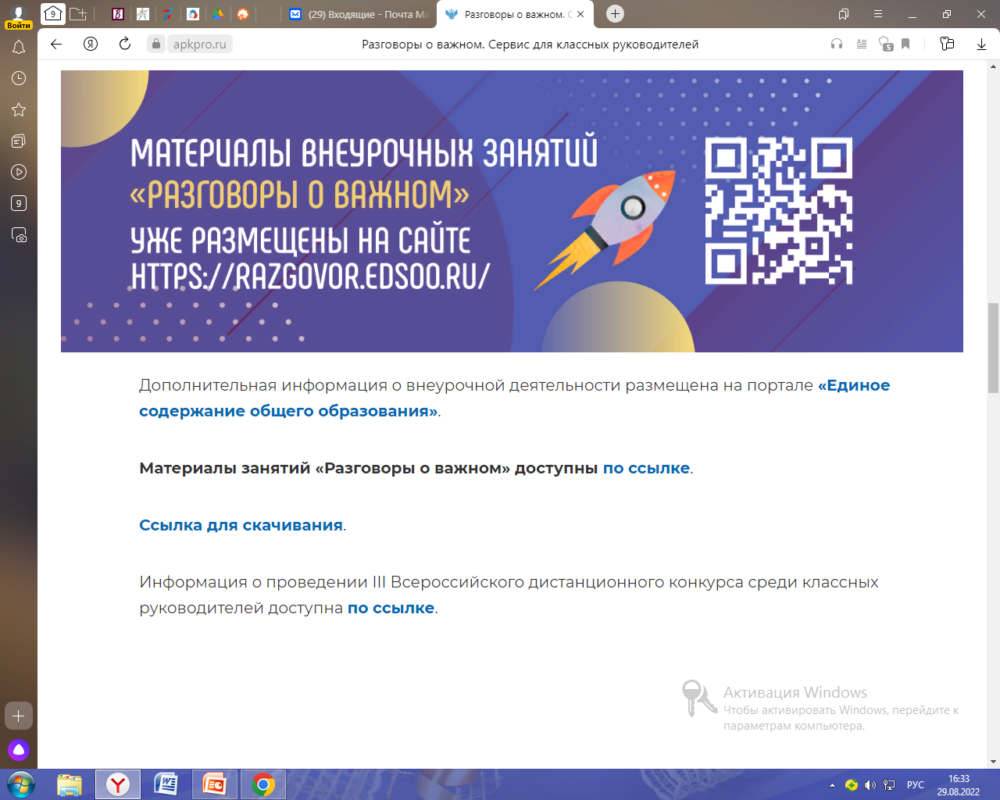 (29) Входящие - Почта Ма
Разговоры о важном. С
Войти
apkpro.ru
Разговоры о важном. Сервис для классных руководителей
5
9
МАТЕРИАЛЫ ВНЕУРОЧНЫХ ЗАНЯТИЙ
«РАЗГОВОРЫ О ВАЖНОМ»
УЖЕ РАЗМЕЩЕНЫ НА САЙТЕ
HTTPS://RAZGOVOR.EDSOO.RU/
Дополнительная информация о внеурочной деятельности размещена на портале «Единое
содержание общего образования».
Материалы занятий «Разговоры о важном» доступны по ссылке.
Ссылка для скачивания.
Информация о проведении III Всероссийского дистанционного конкурса среди классных
руководителей доступна по ссылке.
Активация Windows
Чтобы активировать Windows, перейдите к
параметрам компьютера.
РУС
16:33
29.08.2022